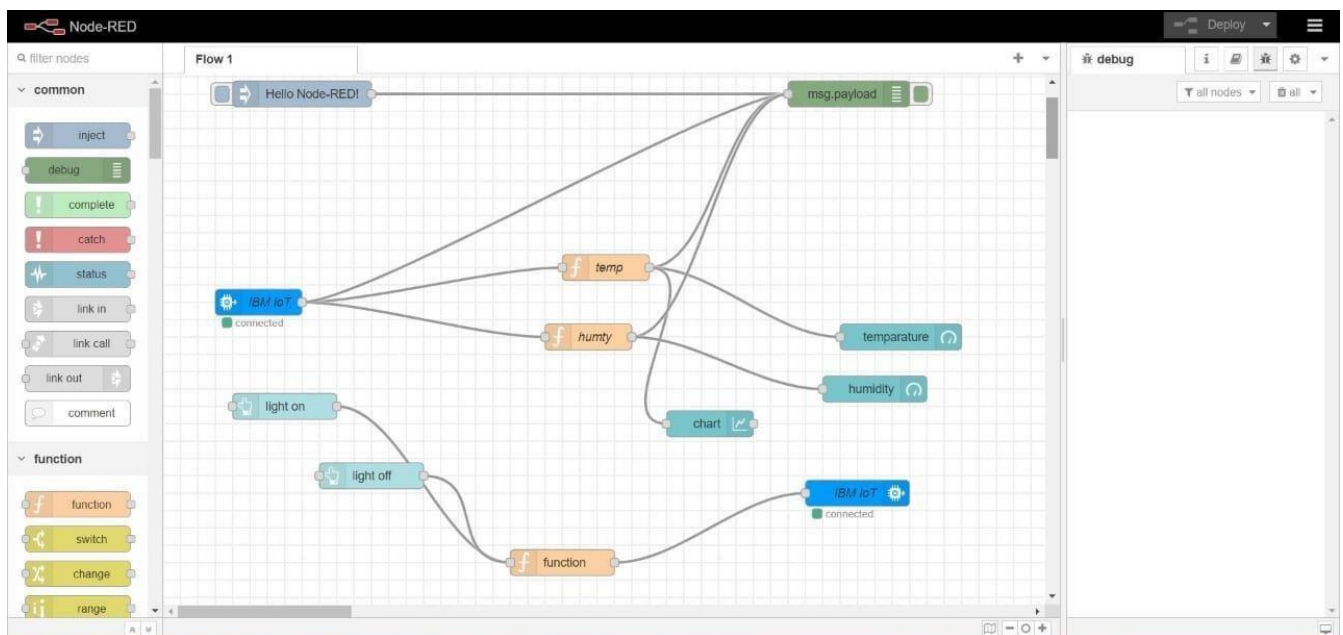 Node-RED
Deploy
filter nodes
Flow 1
debug
i
all nodes
all
common
inject
debug
complete
catch
status
link in
link call
link out
comment
function
function
switch
change
range
Hello Node-RED!
msg.payload
temp
IBM IoT
connected
humty
temparature
humidity
light on
chart
light off
IBM IoT
connected
function